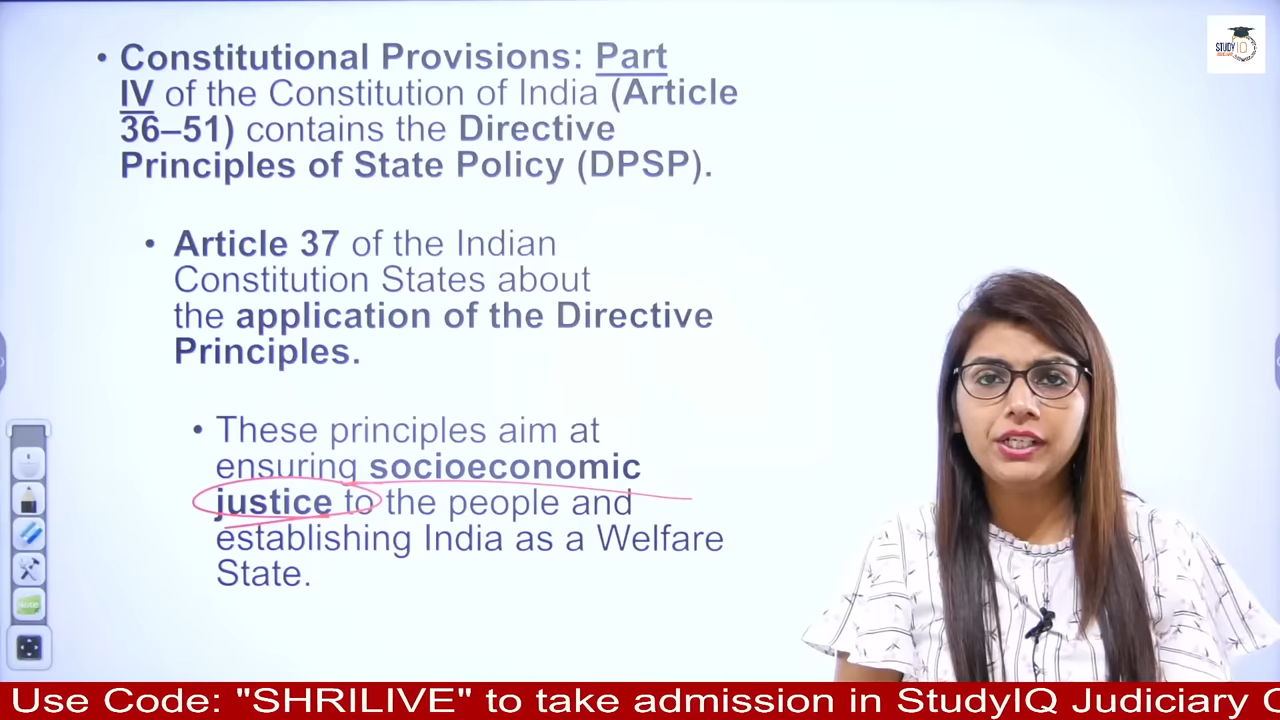 • Constitutional Provisions: Part
IV of the Constitution of India (Article
36–51) contains the Directive
Principles of State Policy (DPSP).
• Article 37 of the Indian
Constitution States about
the application of the Directive
Principles.
• These principles aim at
ensuring socioeconomic
justice to the people and
establishing India as a Welfare
State.
STUDY IQ
note
Use Code: "SHRILIVE" to take admission in StudyIQ Judiciary C